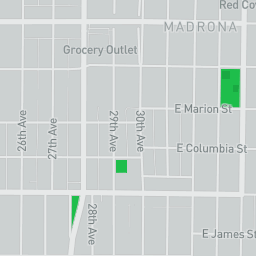 Red Co
MADRONA
Grocery Outlet
E Marion St
29th Ave
30th Ave
26th Ave
27th Ave
E Columbia St
28th Ave
E James St